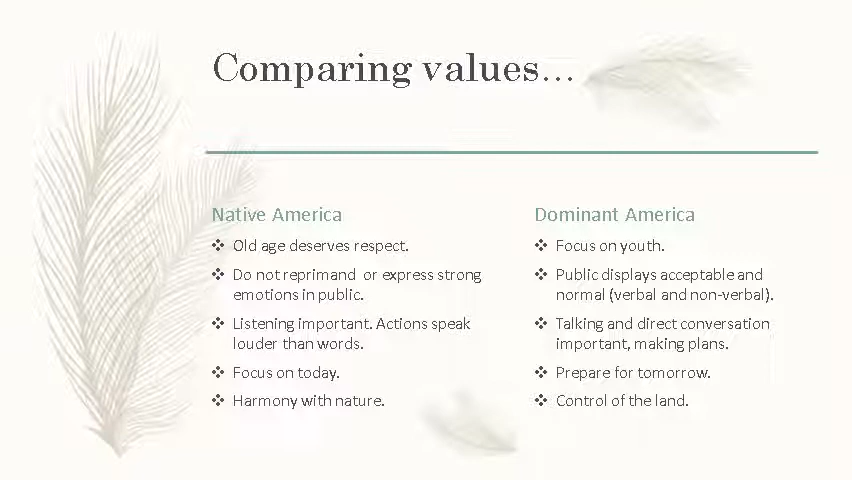 Comparing values...
Native America
❖ Old age deserves respect.
❖ Do not reprimand or express strong
emotions in public.
❖ Listening important. Actions speak
louder than words.
❖ Focus on today.
❖ Harmony with nature.
Dominant America
❖ Focus on youth.
❖ Public displays acceptable and
normal (verbal and non-verbal).
❖ Talking and direct conversation
important, making plans.
❖ Prepare for tomorrow.
❖ Control of the land.